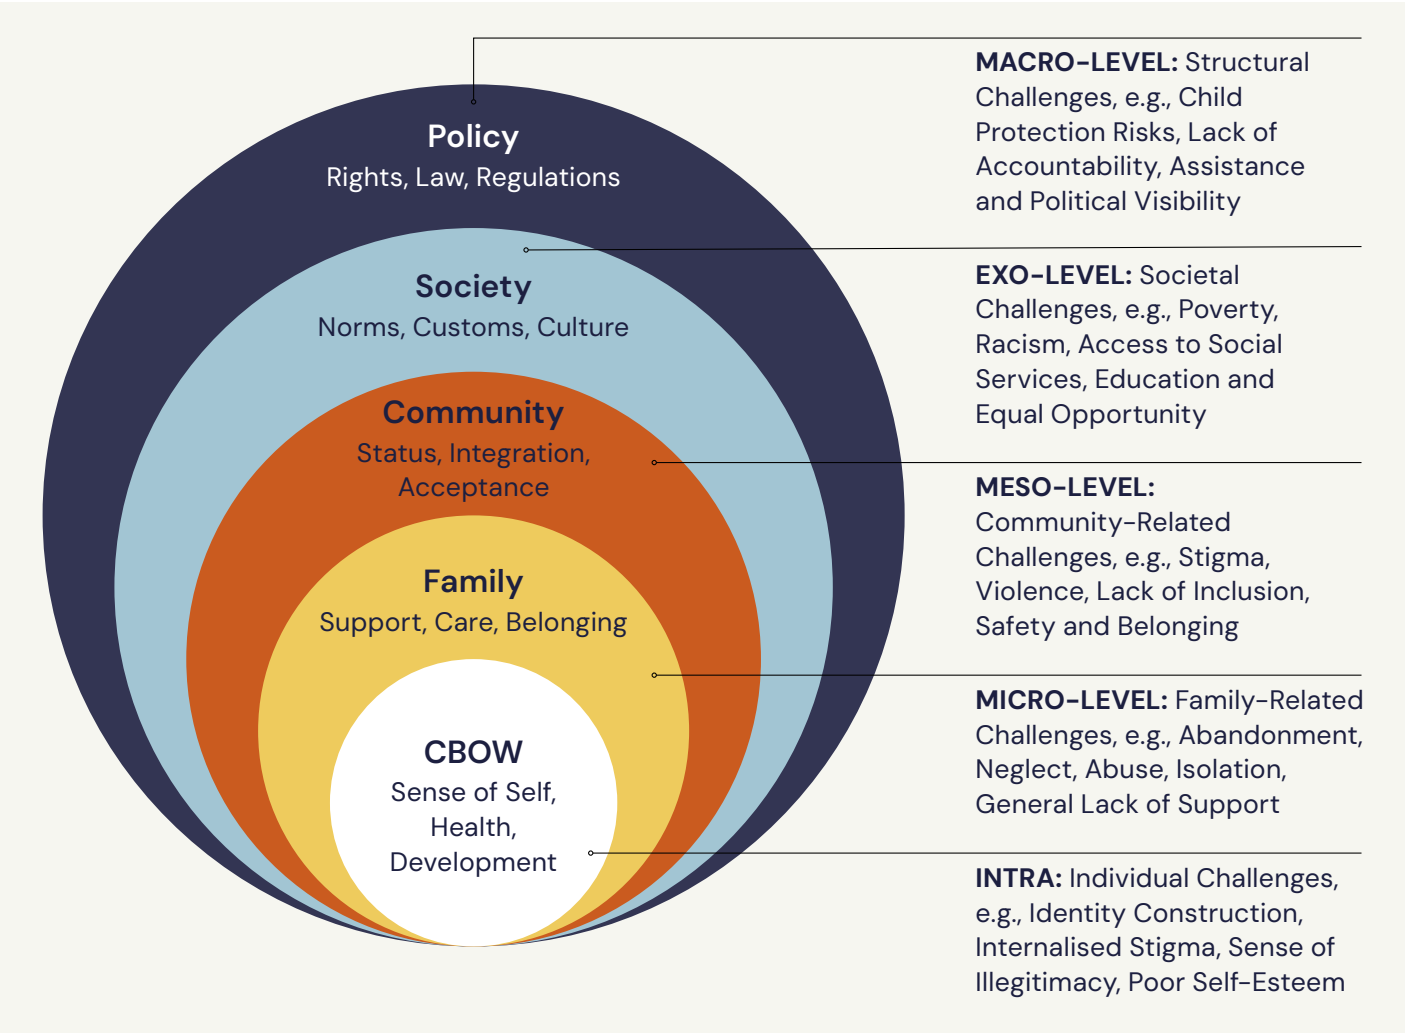 Policy
Rights, Law, Regulations
Society
Norms, Customs, Culture
Community
Status, Integration,
Acceptance
Family
Support, Care, Belonging
CBOW
Sense of Self,
Health,
Development
MACRO-LEVEL: Structural
Challenges, e.g., Child
Protection Risks, Lack of
Accountability, Assistance
and Political Visibility
EXO-LEVEL: Societal
Challenges, e.g., Poverty,
Racism, Access to Social
Services, Education and
Equal Opportunity
MESO-LEVEL:
Community-Related
Challenges, e.g., Stigma,
Violence, Lack of Inclusion,
Safety and Belonging
MICRO-LEVEL: Family-Related
Challenges, e.g., Abandonment,
Neglect, Abuse, Isolation,
General Lack of Support
INTRA: Individual Challenges,
e.g., Identity Construction,
Internalised Stigma, Sense of
Illegitimacy, Poor Self-Esteem